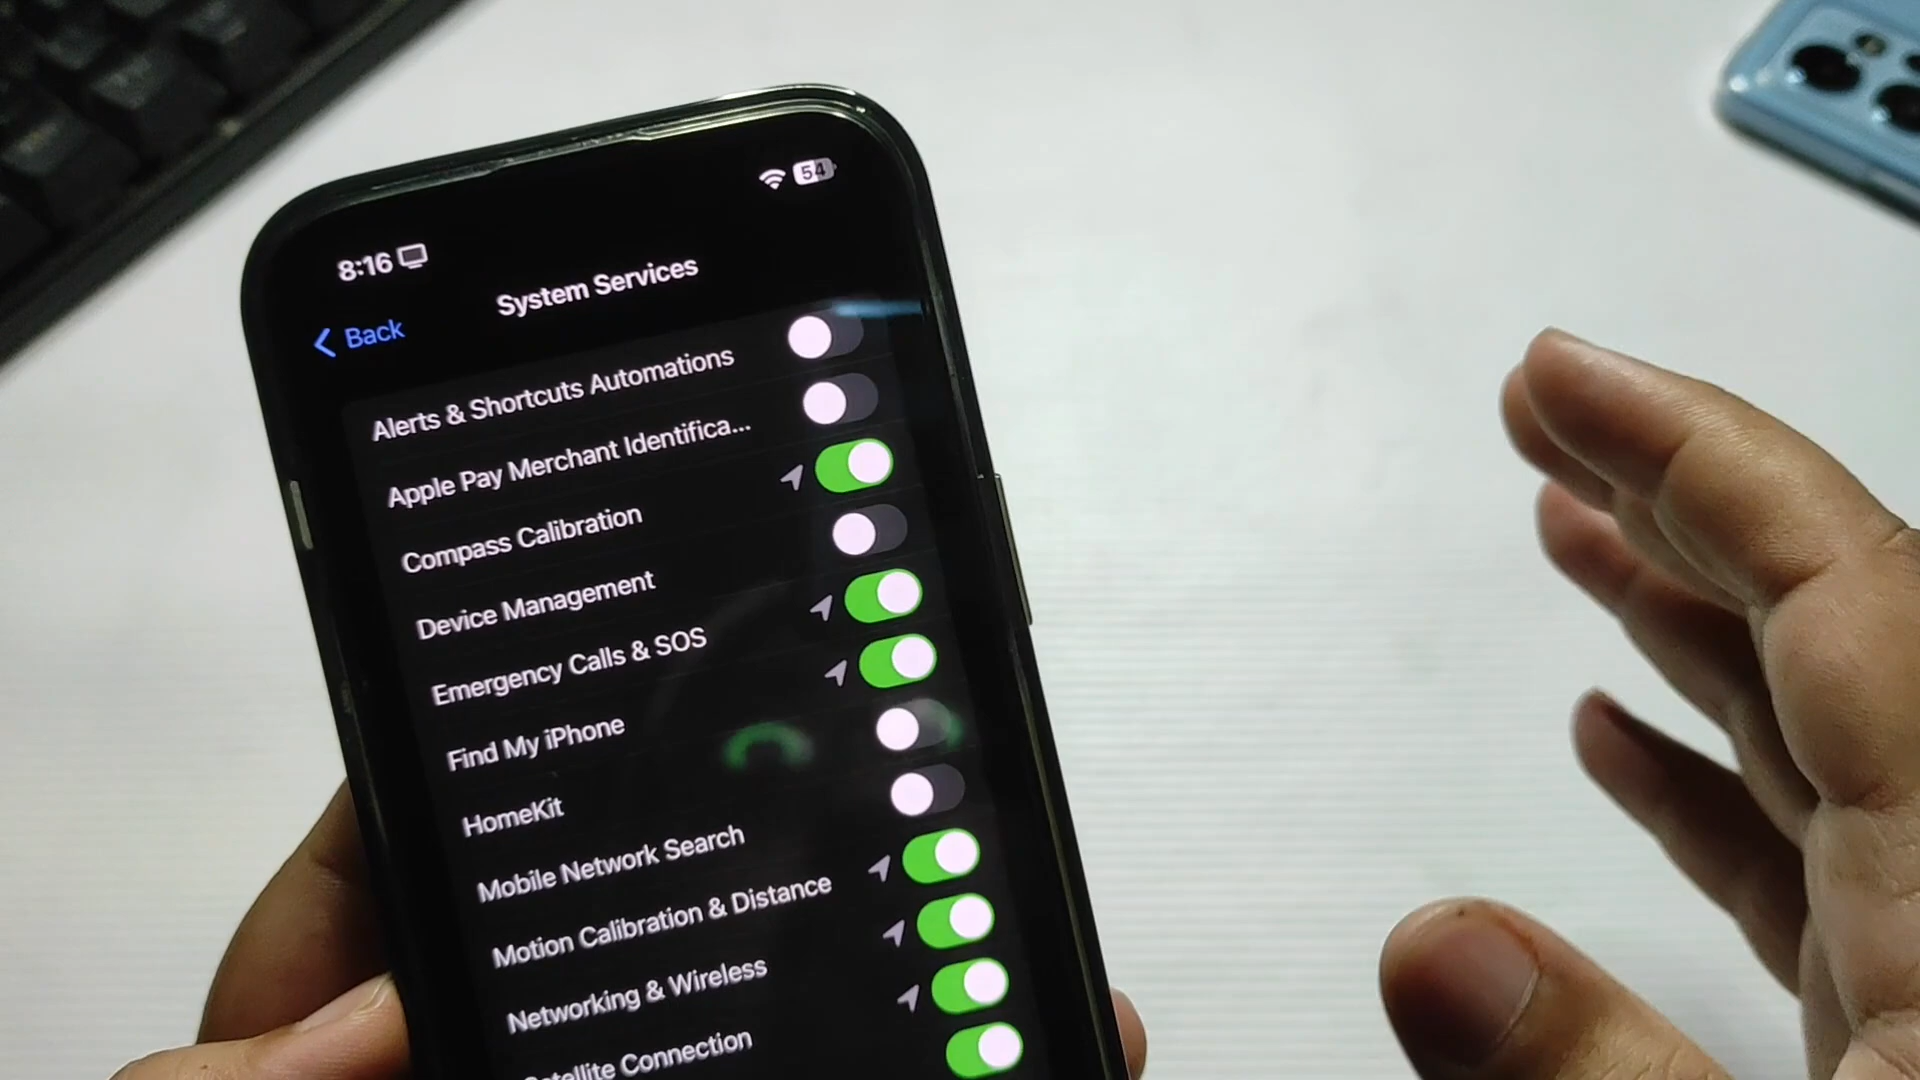 8:16
54
System Services
Back
Alerts & Shortcuts Automations
Apple Pay Merchant Identifica...
Compass Calibration
Device Management
Emergency Calls & SOS
Find My iPhone
HomeKit
Mobile Network Search
Motion Calibration & Distance
Networking & Wireless
Satellite Connection